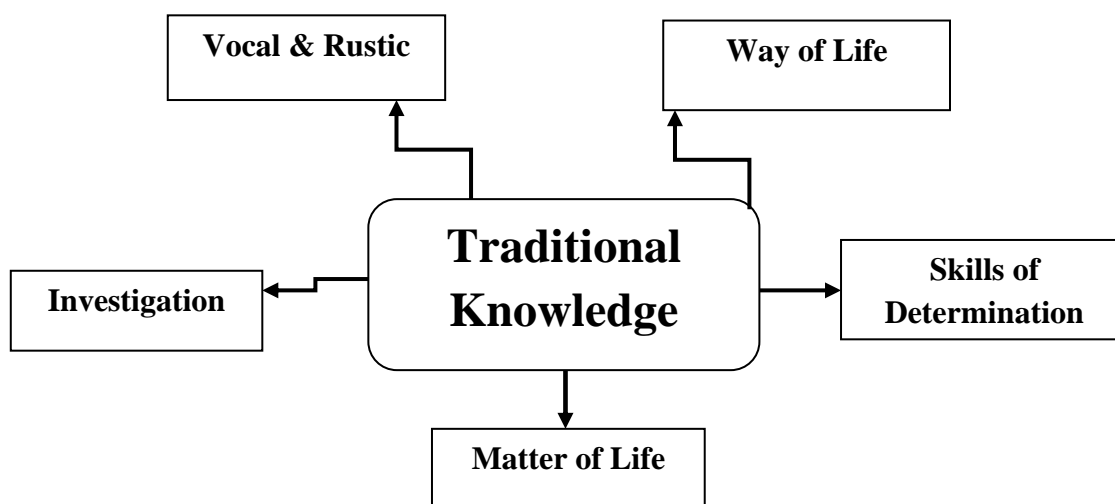 Vocal & Rustic
Way of Life
Traditional
Knowledge
Investigation
Skills of
Determination
Matter of Life